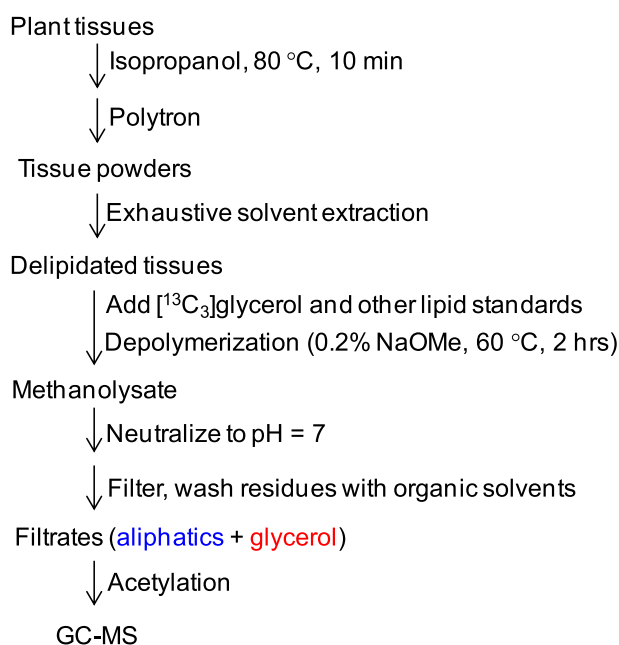 Plant tissues
Isopropanol, 80 °C, 10 min
Polytron
Tissue powders
Exhaustive solvent extraction
Delipidated tissues
Add [¹³C₃]glycerol and other lipid standards
Depolymerization (0.2% NaOMe, 60 °C, 2 hrs)
Methanolysate
Neutralize to pH = 7
Filter, wash residues with organic solvents
Filtrates (aliphatics + glycerol)
Acetylation
GC-MS